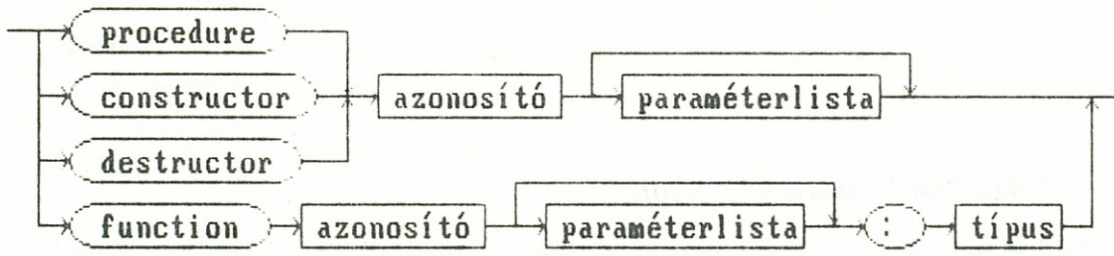 procedure
constructor azonosító paraméterlista
destructor
function azonosító paraméterlista : típus